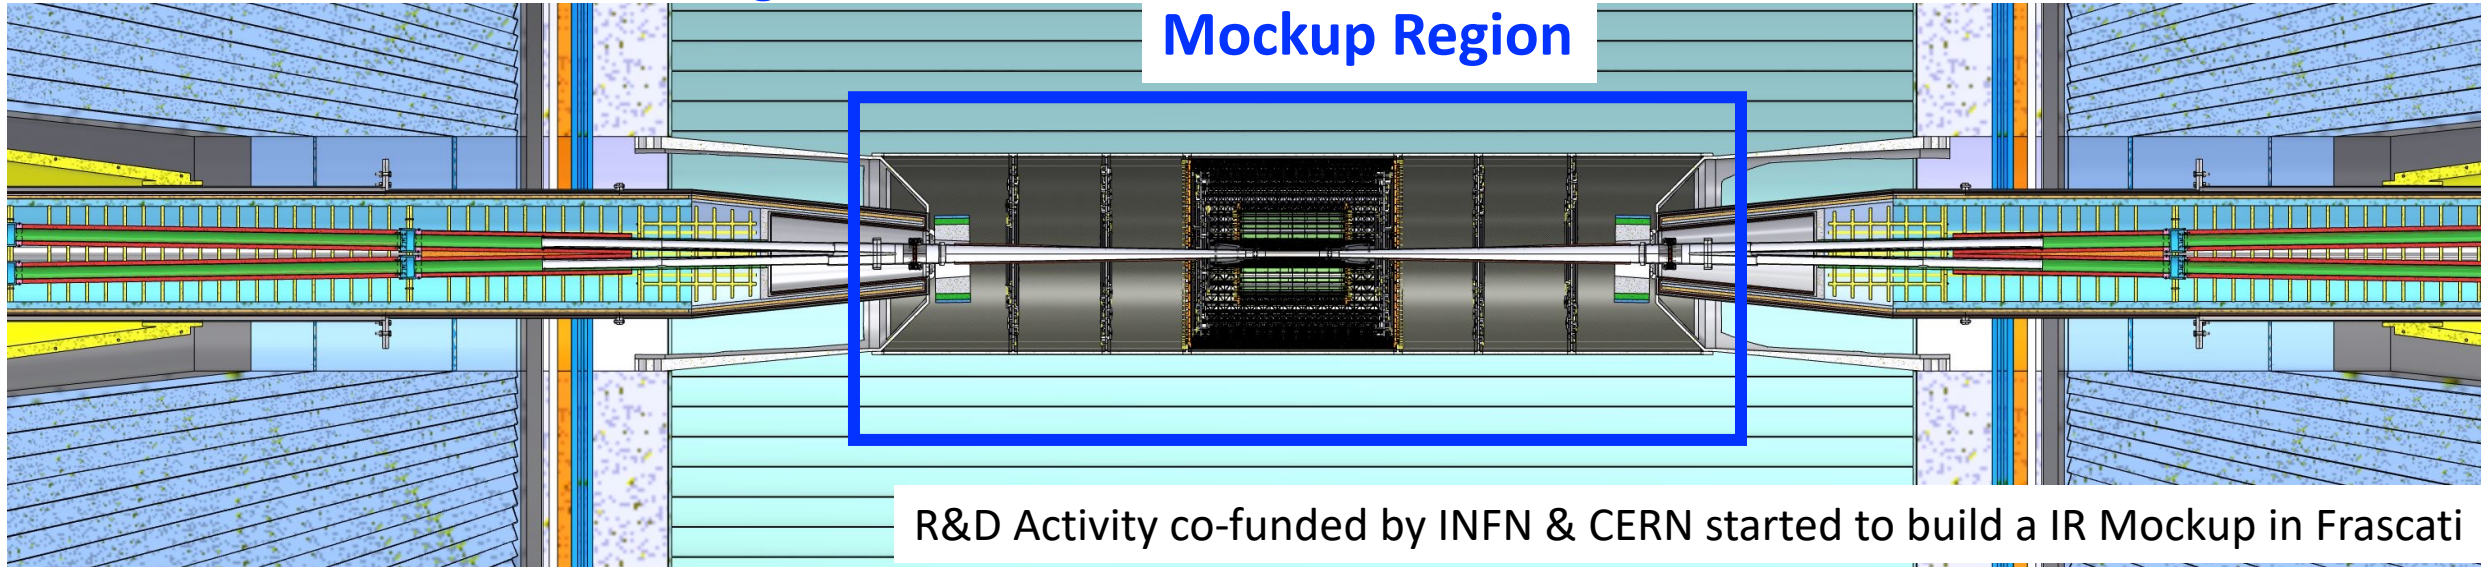 Mockup Region
R&D Activity co-funded by INFN & CERN started to build a IR Mockup in Frascati